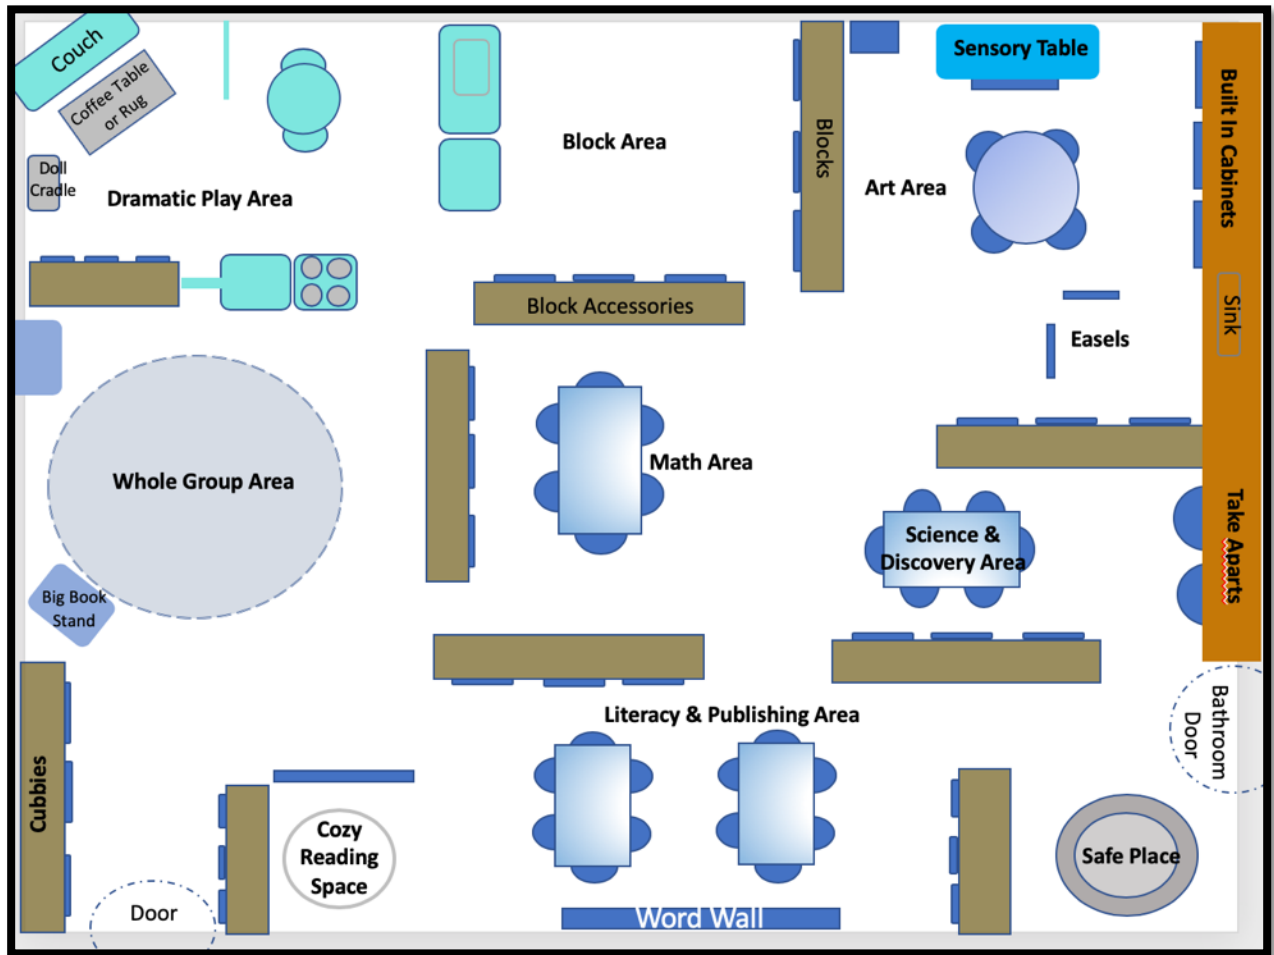 Couch
Coffee Table
or Rug
Doll
Cradle
Dramatic Play Area
Block Area
Blocks
Sensory Table
Art Area
Built In Cabinets
Block Accessories
Sink
Easels
Whole Group Area
Math Area
Science &
Discovery Area
Take Aparts
Big Book
Stand
Literacy & Publishing Area
Bathroom
Door
Cubbies
Cozy
Reading
Space
Safe Place
Door
Word Wall